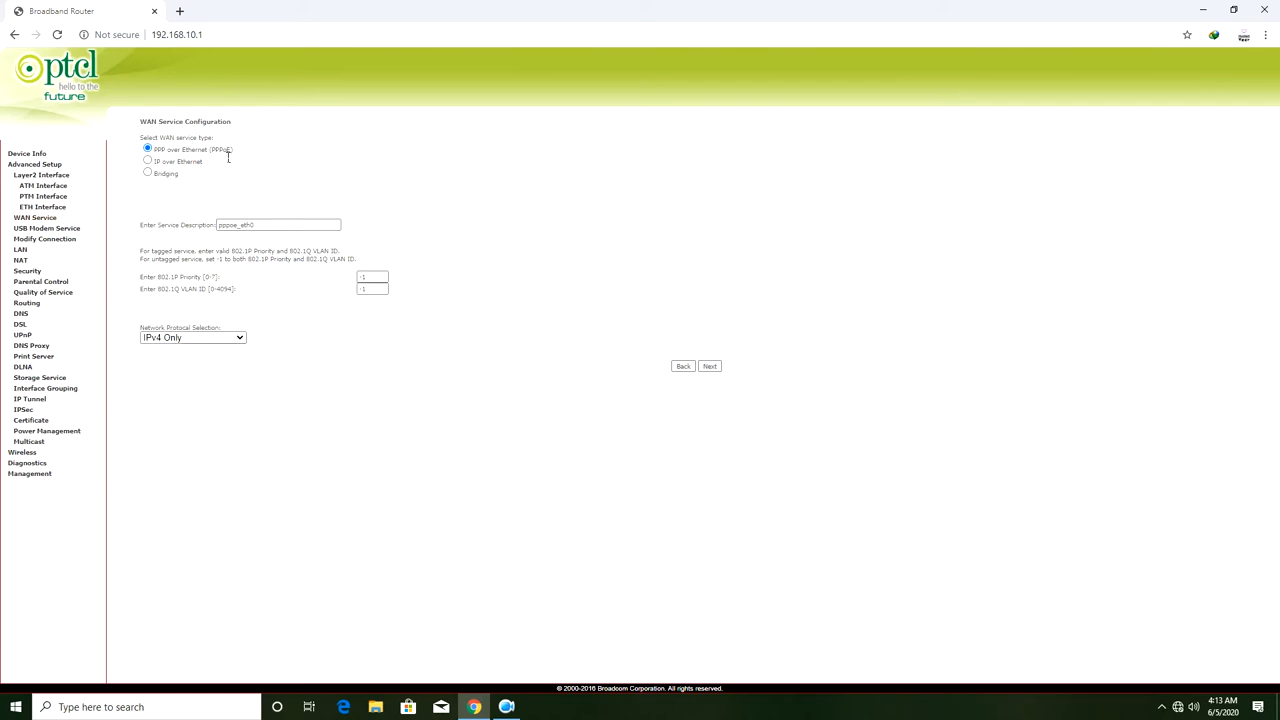 Broadband Router
Not secure
192.168.10.1
ptcl
hello to the
future
WAN Service Configuration
Select WAN service type:
PPP over Ethernet (PPPoE)
IP over Ethernet
Bridging
Enter Service Description:
pppoe_eth0
For tagged service, enter valid 802.1P Priority and 802.1Q VLAN ID.
For untagged service, set -1 to both 802.1P Priority and 802.1Q VLAN ID.
Enter 802.1P Priority [0-7]:
-1
Enter 802.1Q VLAN ID [0-4094]:
-1
Network Protocal Selection:
IPv4 Only
Back
Next
Device Info
Advanced Setup
Layer2 Interface
ATM Interface
PTM Interface
ETH Interface
WAN Service
USB Modem Service
Modify Connection
LAN
NAT
Security
Parental Control
Quality of Service
Routing
DNS
DSL
UPnP
DNS Proxy
Print Server
DLNA
Storage Service
Interface Grouping
IP Tunnel
IPSec
Certificate
Power Management
Multicast
Wireless
Diagnostics
Management
© 2000-2016 Broadcom Corporation. All rights reserved.
Type here to search
4:13 AM
6/5/2020